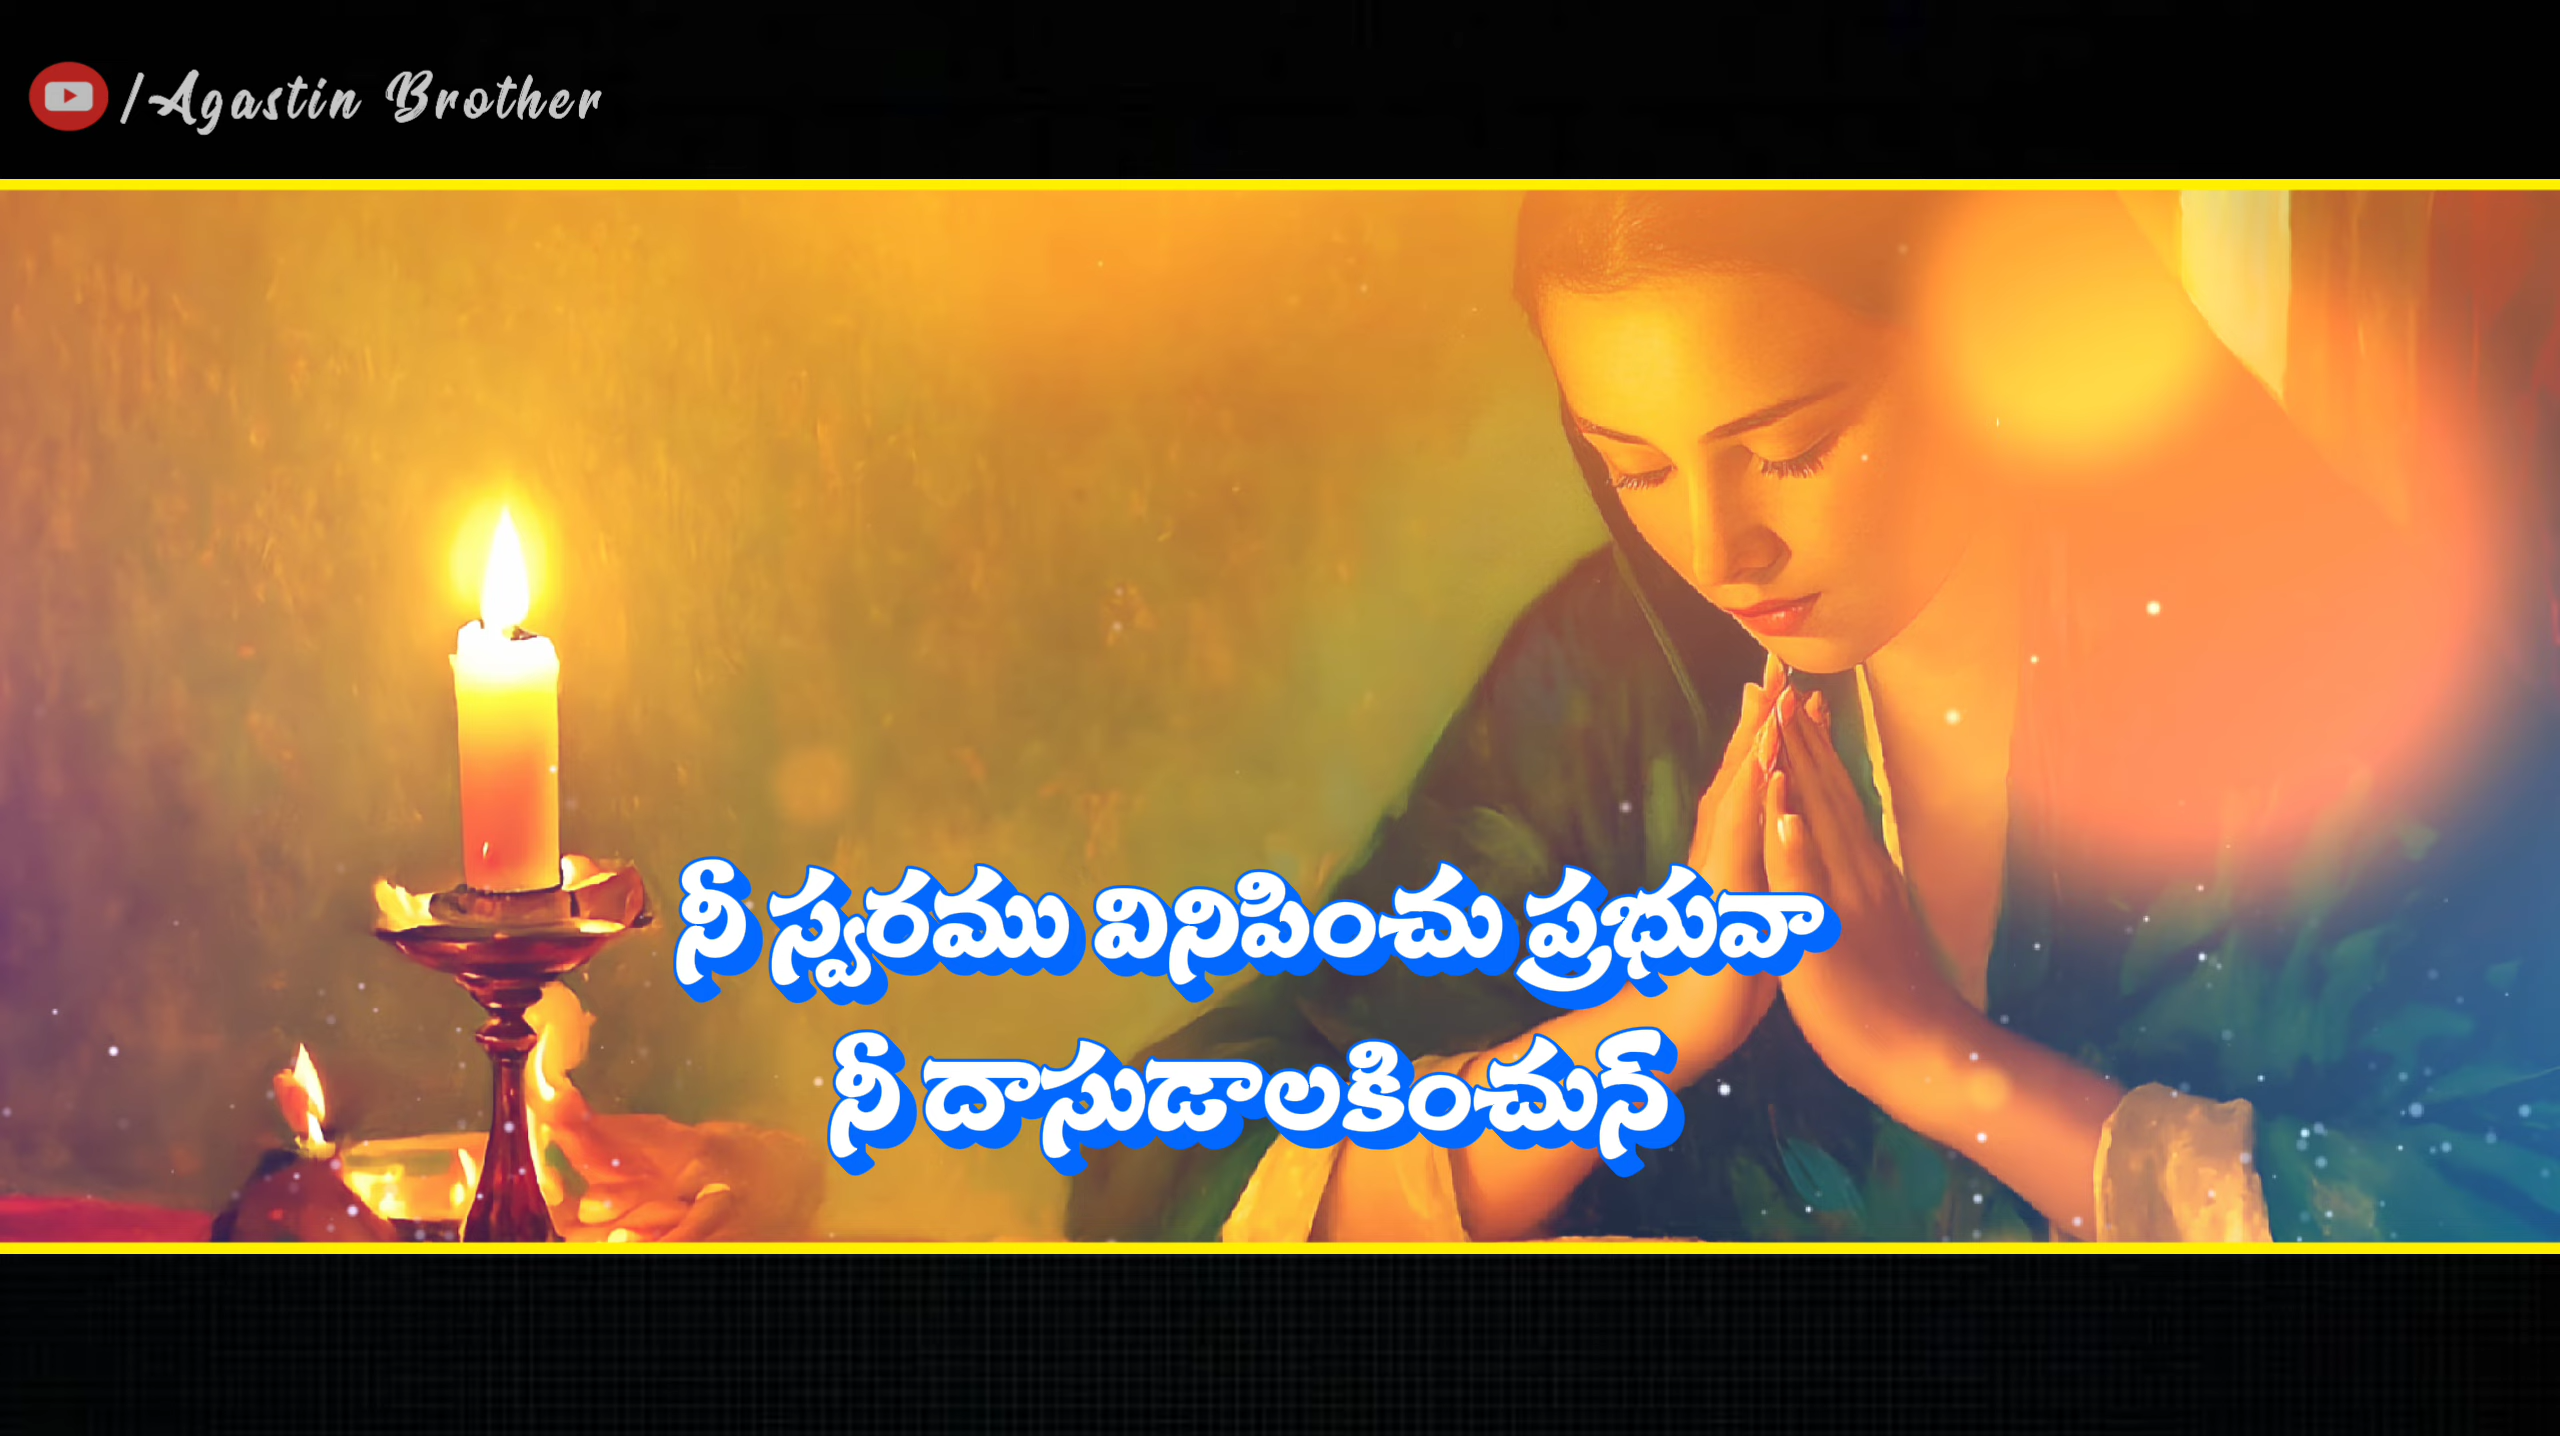 /Agastin Brother
నీ స్వరము వినిపించు ప్రభువా
నీ దాసుడాలకించున్